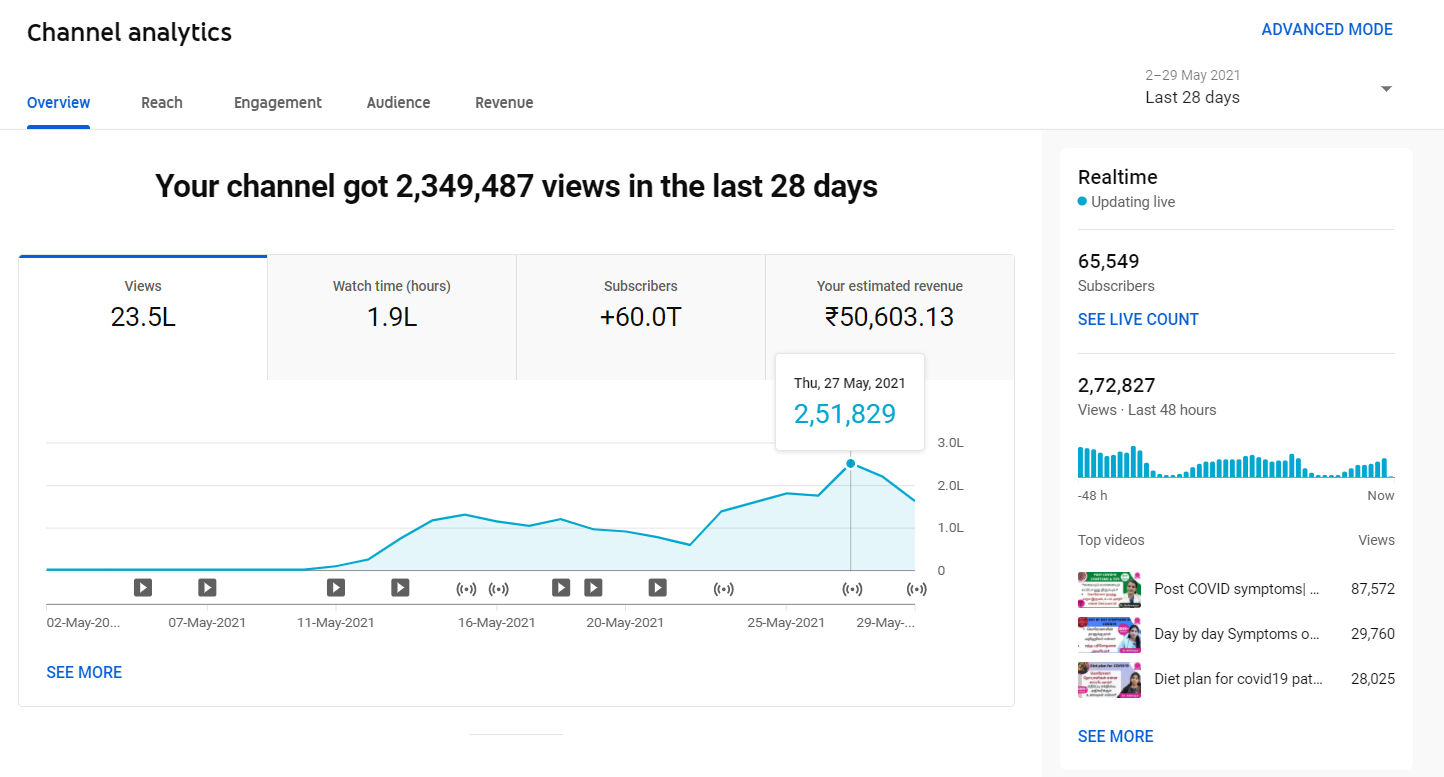 Channel analytics
ADVANCED MODE
2–29 May 2021
Last 28 days
Overview Reach Engagement Audience Revenue
Your channel got 2,349,487 views in the last 28 days
Views
23.5L
Watch time (hours)
1.9L
Subscribers
+60.0T
Your estimated revenue
₹50,603.13
Thu, 27 May, 2021
2,51,829
3.0L
2.0L
1.0L
0
02-May-20... 07-May-2021 11-May-2021 16-May-2021 20-May-2021 25-May-2021 29-May-...
SEE MORE
Realtime
Updating live
65,549
Subscribers
SEE LIVE COUNT
2,72,827
Views · Last 48 hours
-48 h Now
Top videos Views
Post COVID symptoms| ... 87,572
Day by day Symptoms o... 29,760
Diet plan for covid19 pat... 28,025
SEE MORE